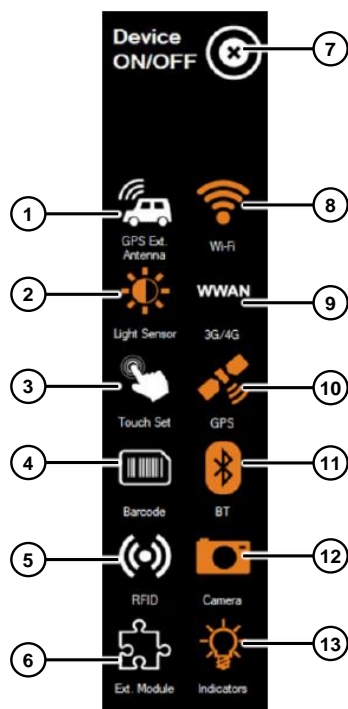 Device
ON/OFF
7
1
8
GPS Ext.
Antenna
Wi-Fi
2
WWAN
9
Light Sensor
3G/4G
3
10
Touch Set
GPS
4
11
Barcode
BT
5
12
RFID
Camera
6
13
Ext. Module
Indicators